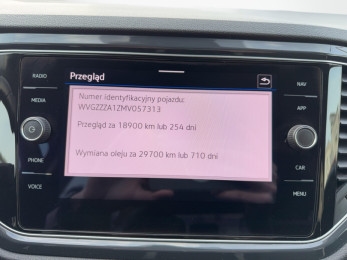 Przegląd
RADIO
NAV
MEDIA
APP
Numer identyfikacyjny pojazdu:
WVGZZZA1ZMV057313
Przegląd za 18900 km lub 254 dni
Wymiana oleju za 29700 km lub 710 dni
PHONE
CAR
VOICE
MENU